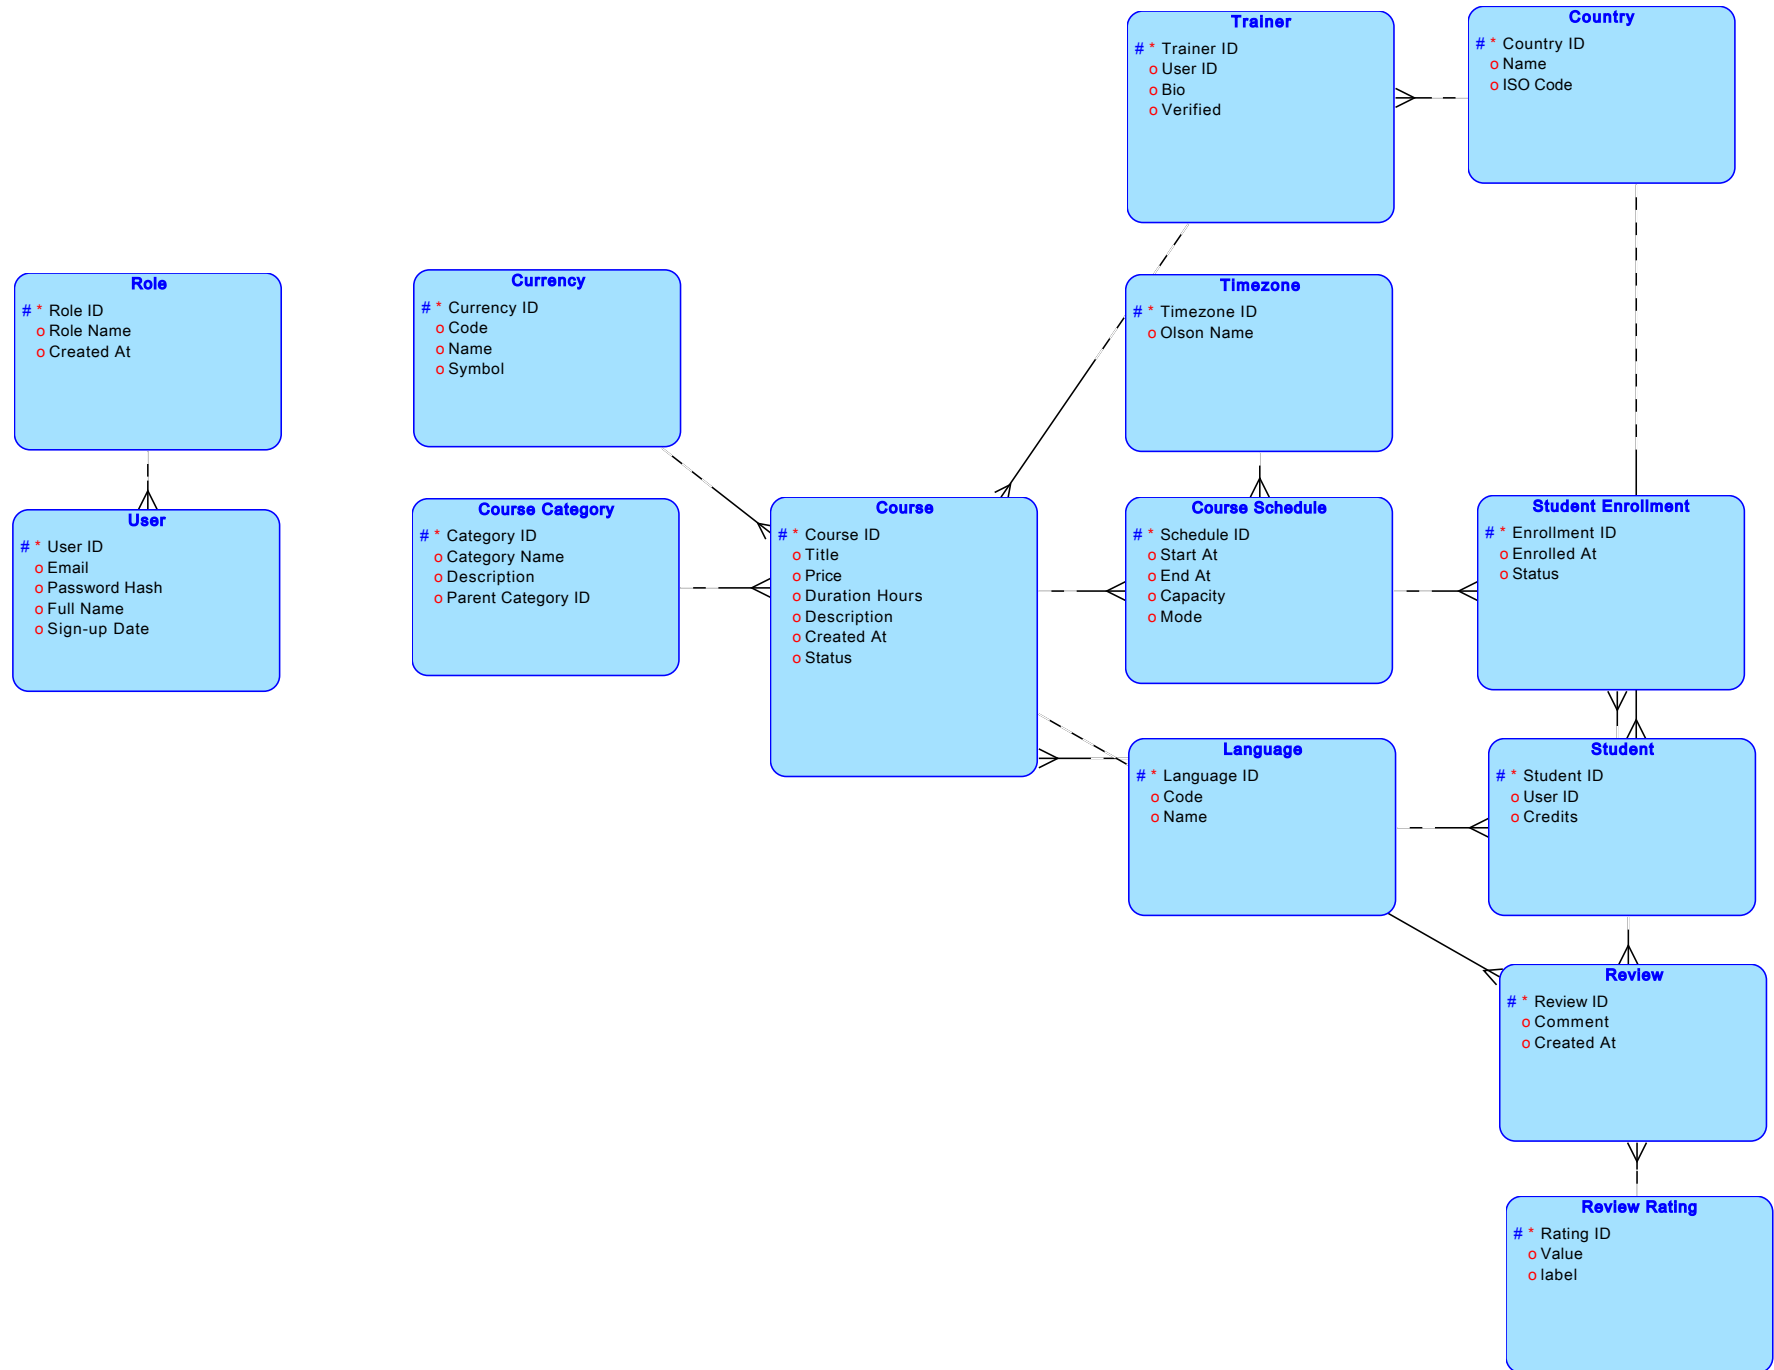 Trainer
# * Trainer ID
o User ID
o Bio
o Verified
Country
# * Country ID
o Name
o ISO Code
Role
# * Role ID
o Role Name
o Created At
Currency
# * Currency ID
o Code
o Name
o Symbol
Timezone
# * Timezone ID
o Olson Name
User
# * User ID
o Email
o Password Hash
o Full Name
o Sign-up Date
Course Category
# * Category ID
o Category Name
o Description
o Parent Category ID
Course
# * Course ID
o Title
o Price
o Duration Hours
o Description
o Created At
o Status
Course Schedule
# * Schedule ID
o Start At
o End At
o Capacity
o Mode
Student Enrollment
# * Enrollment ID
o Enrolled At
o Status
Language
# * Language ID
o Code
o Name
Student
# * Student ID
o User ID
o Credits
Review
# * Review ID
o Comment
o Created At
Review Rating
# * Rating ID
o Value
o label